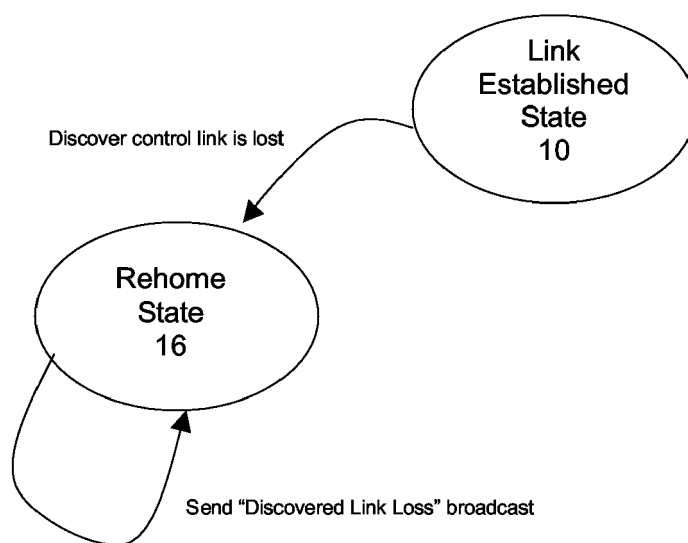 Link
Established
State
10
Discover control link is lost
Rehome
State
16
Send “Discovered Link Loss” broadcast